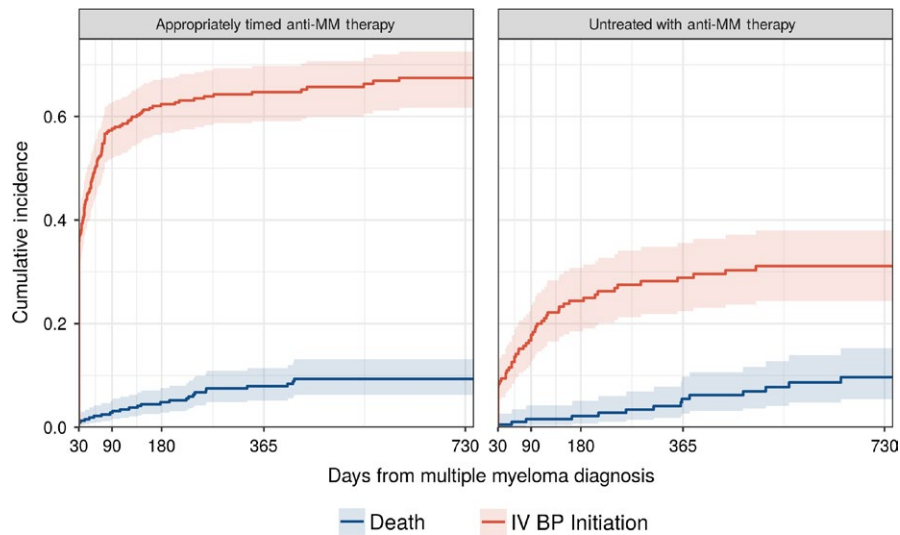 Appropriately timed anti-MM therapy
Untreated with anti-MM therapy
Cumulative incidence
0.6
0.4
0.2
0.0
30 90 180 365 730
30 90 180 365 730
Days from multiple myeloma diagnosis
Death IV BP Initiation